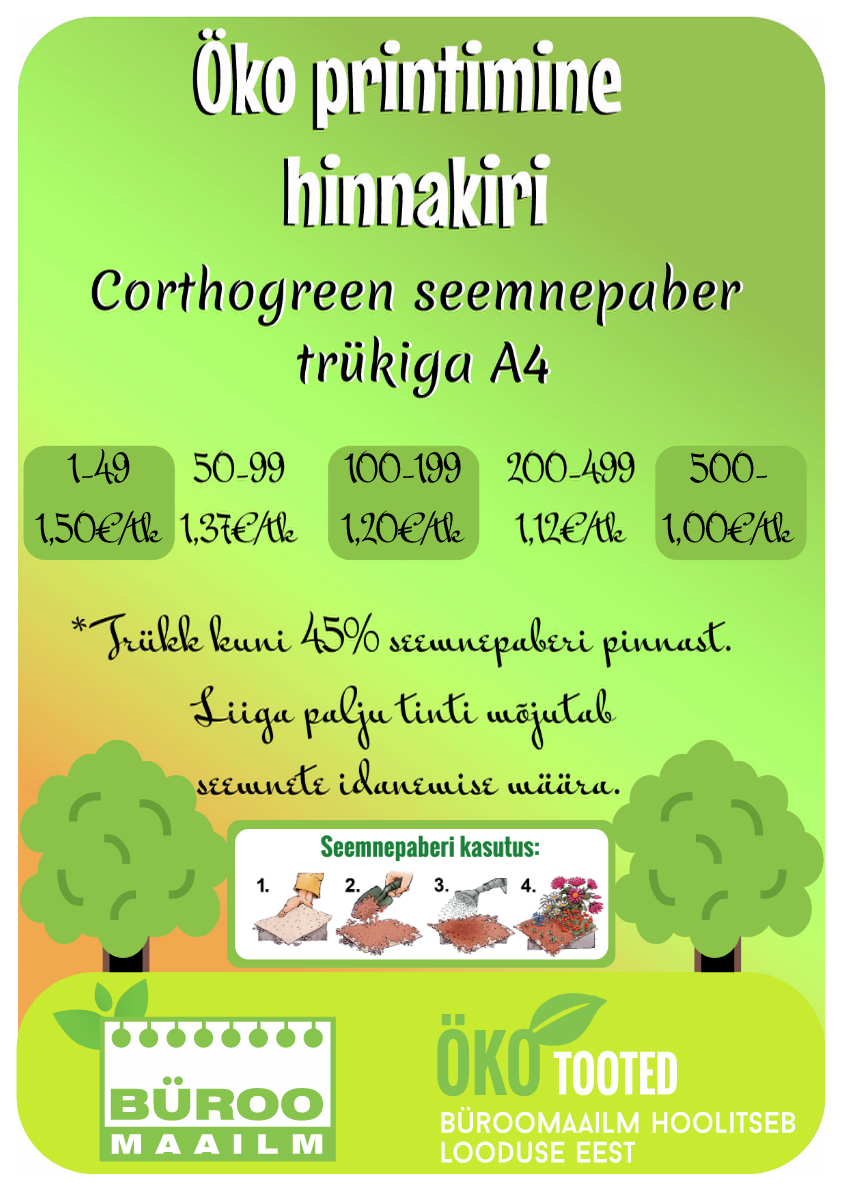 Öko printimine
hinnakiri
Corthogreen seemnepaber
trükiga A4
1-49 50-99 100-199 200-499 500-
1,50€/tk 1,37€/tk 1,20€/tk 1,12€/tk 1,00€/tk
*Trükk kuni 45% seemnepaberi pinnast.
Liiga palju tinti mõjutab
seemnete idanemise määra.
Seemnepaberi kasutus:
1. 2. 3. 4.
BÜROO
MAAILM
ÖKO TOOTED
BÜROOMAAILM HOOLITSEB
LOODUSE EEST